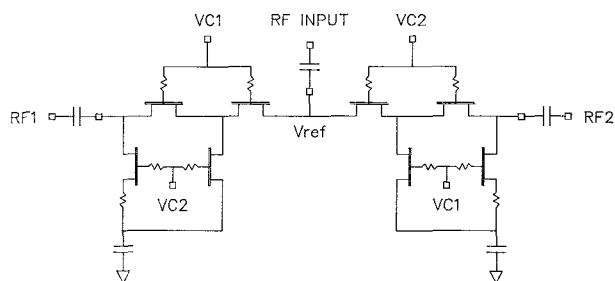 VC1
RF INPUT
VC2
RF1
Vref
RF2
VC2
VC1